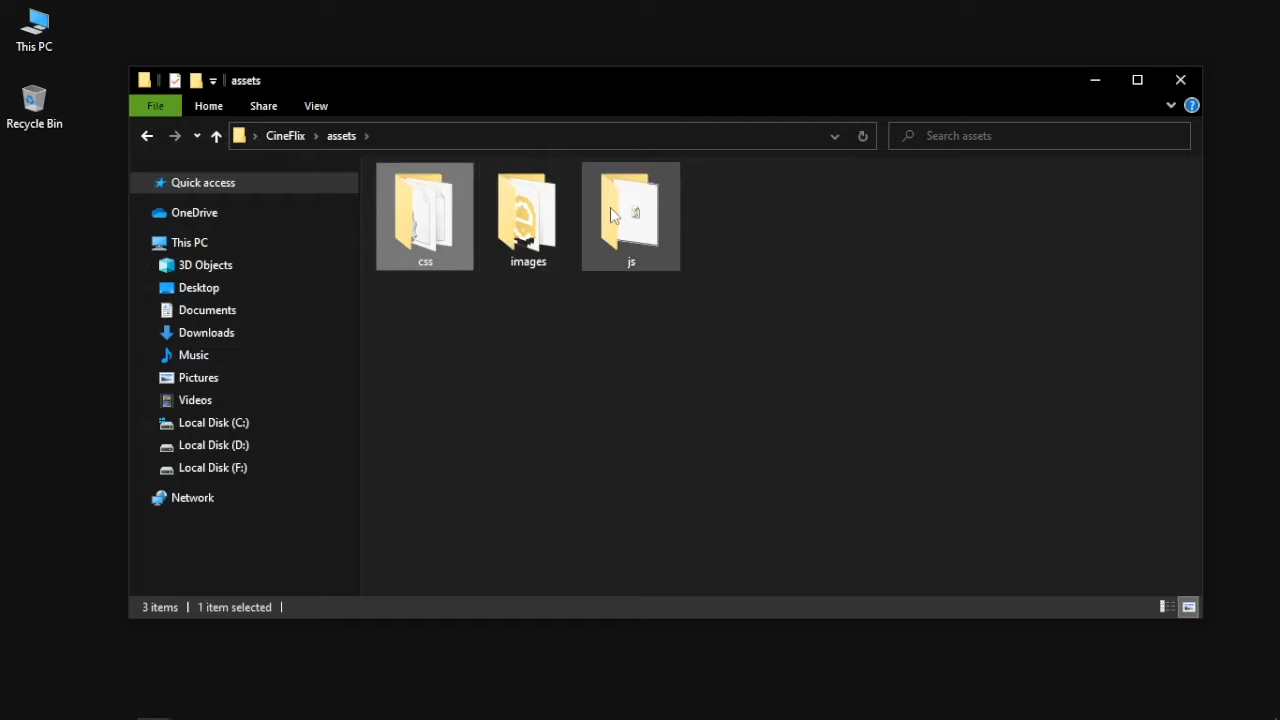 This PC
Recycle Bin
assets
File Home Share View
CineFlix assets
Search assets
Quick access
OneDrive
This PC
3D Objects
Desktop
Documents
Downloads
Music
Pictures
Videos
Local Disk (C:)
Local Disk (D:)
Local Disk (F:)
Network
css images js
3 items 1 item selected